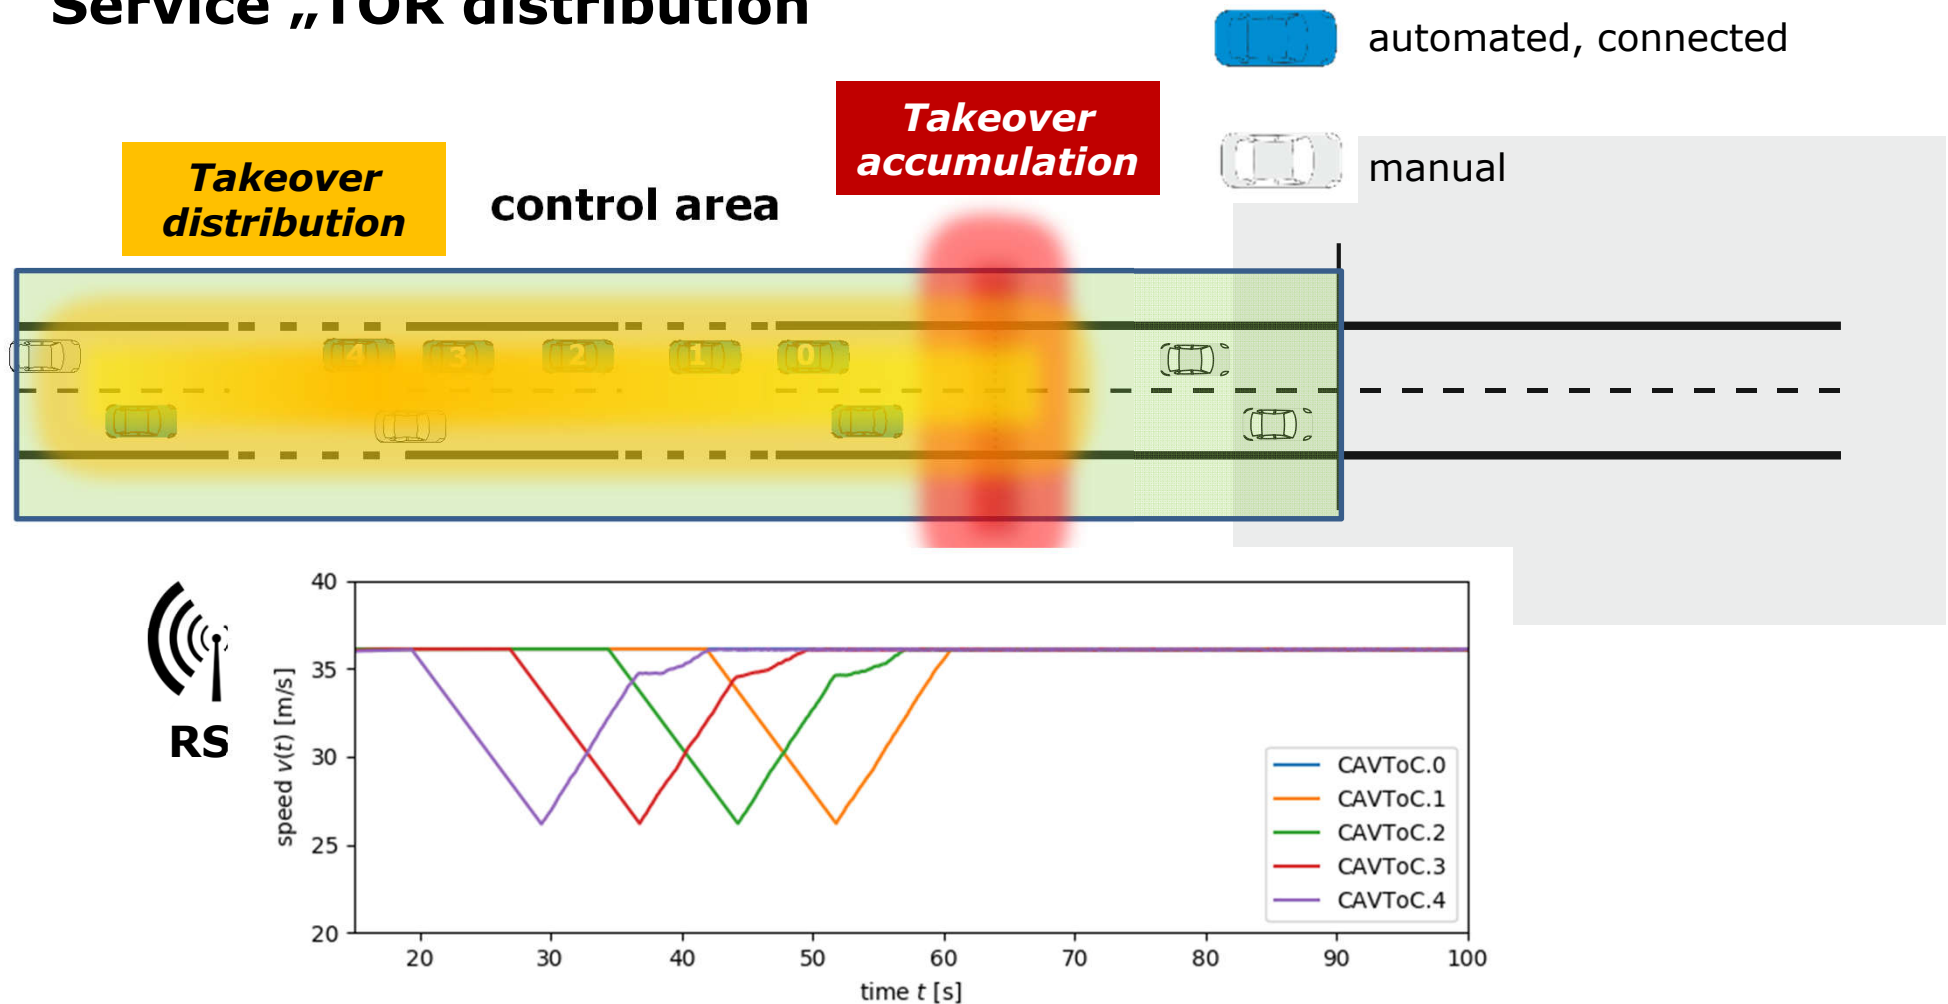 Service „TOR distribution
automated, connected
Takeover
accumulation
manual
Takeover
distribution
control area
4 3 2 1 0
RS
40
35
30
25
20
speed v(t) [m/s]
CAVToC.0
CAVToC.1
CAVToC.2
CAVToC.3
CAVToC.4
20 30 40 50 60 70 80 90 100
time t [s]